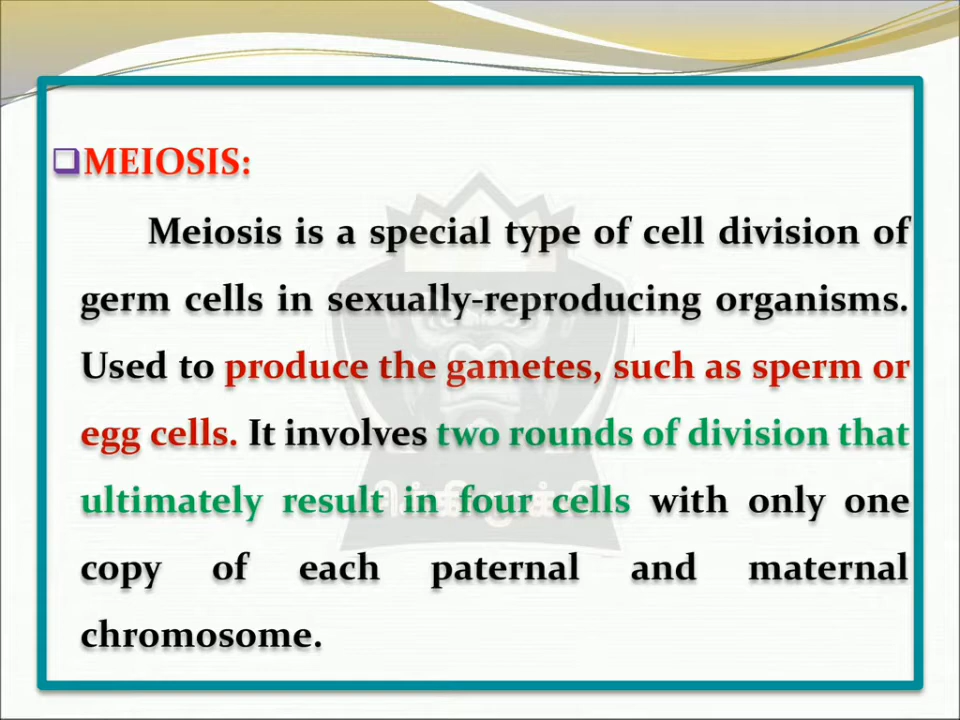 MEIOSIS:
Meiosis is a special type of cell division of
germ cells in sexually-reproducing organisms.
Used to produce the gametes, such as sperm or
egg cells. It involves two rounds of division that
ultimately result in four cells with only one
copy of each paternal and maternal
chromosome.